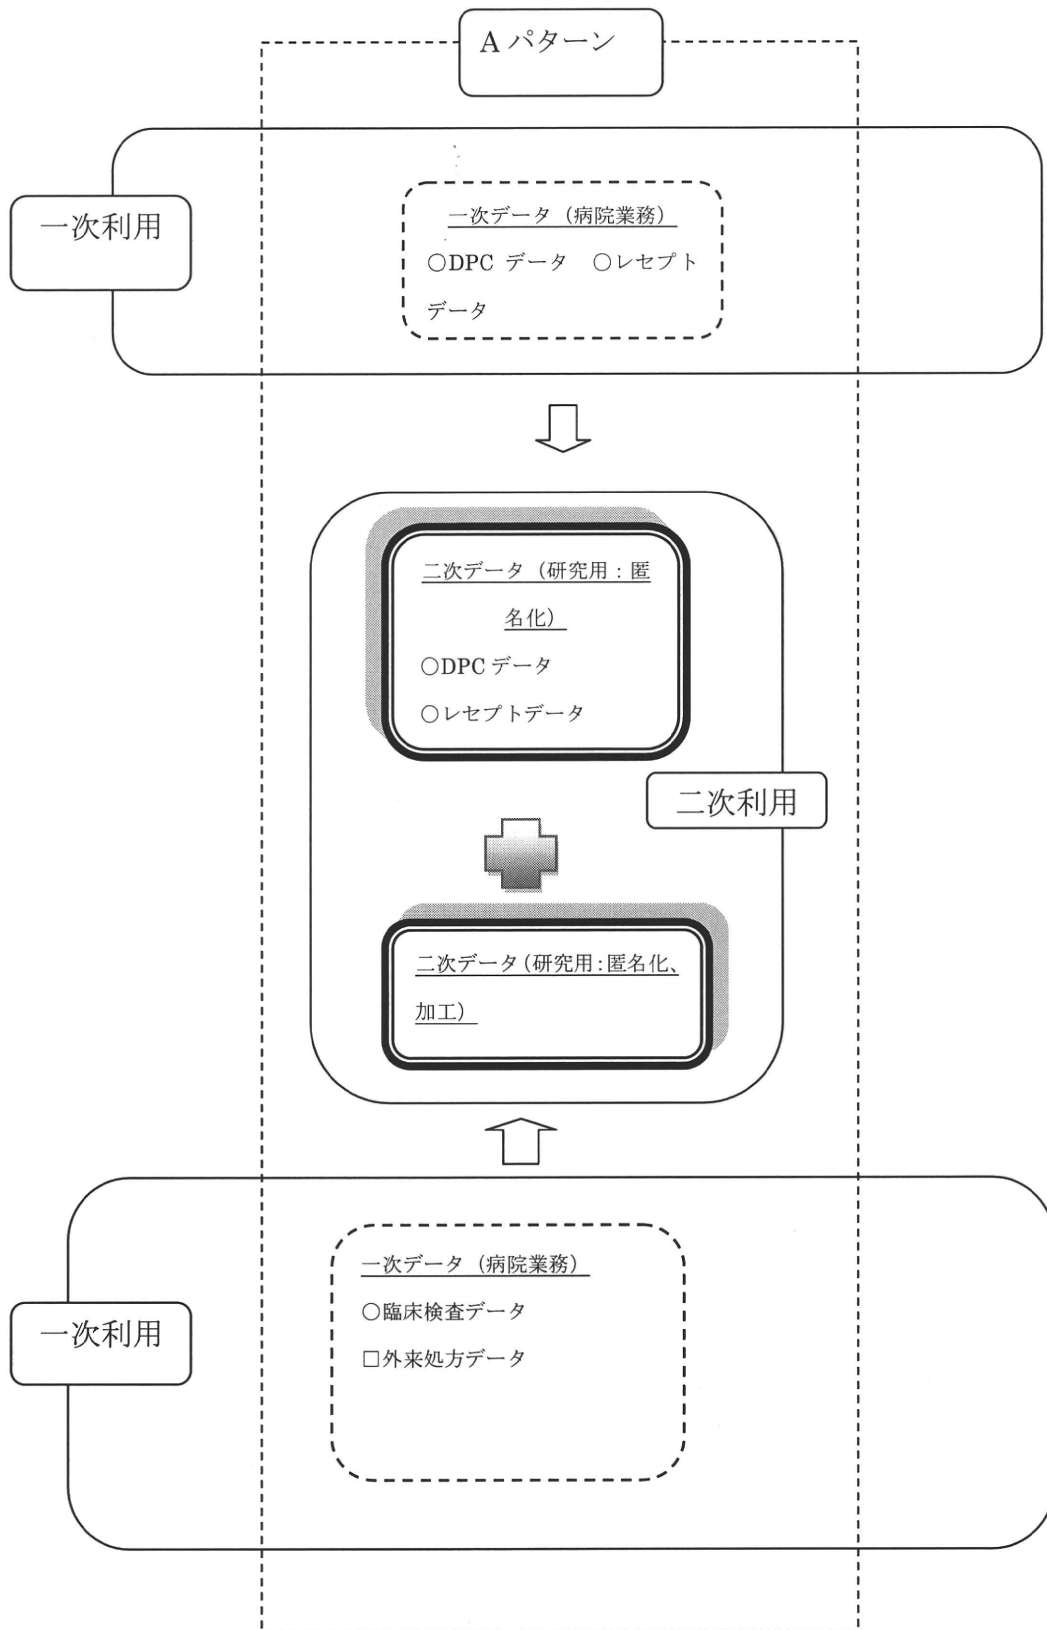 A パターン
一次利用
一次データ（病院業務）
○DPC データ　○レセプト
データ
二次データ（研究用：匿
名化）
○DPC データ
○レセプトデータ
二次利用
二次データ（研究用：匿名化、
加工）
一次データ（病院業務）
○臨床検査データ
□外来処方データ
一次利用